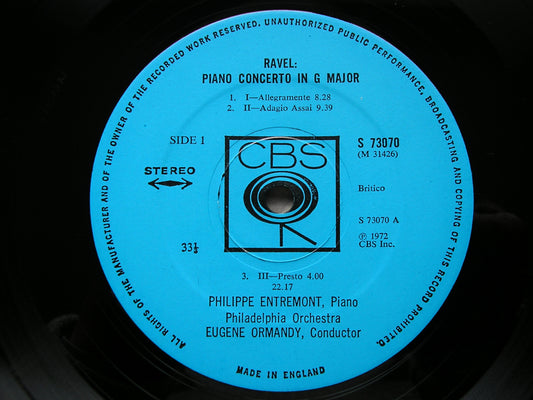 ALL RIGHTS OF THE MANUFACTURER AND OF THE OWNER OF THE RECORDED WORK RESERVED. UNAUTHORIZED PUBLIC PERFORMANCE, BROADCASTING AND COPYING OF THIS RECORD PROHIBITED.
RAVEL:
PIANO CONCERTO IN G MAJOR
1. I—Allegramente 8.28
2. II—Adagio Assai 9.39
SIDE 1
CBS
S 73070
(M 31426)
STEREO
Britico
S 73070 A
33⅓
℗ 1972
CBS Inc.
3. III—Presto 4.00
22.17
PHILIPPE ENTREMONT, Piano
Philadelphia Orchestra
EUGENE ORMANDY, Conductor
MADE IN ENGLAND